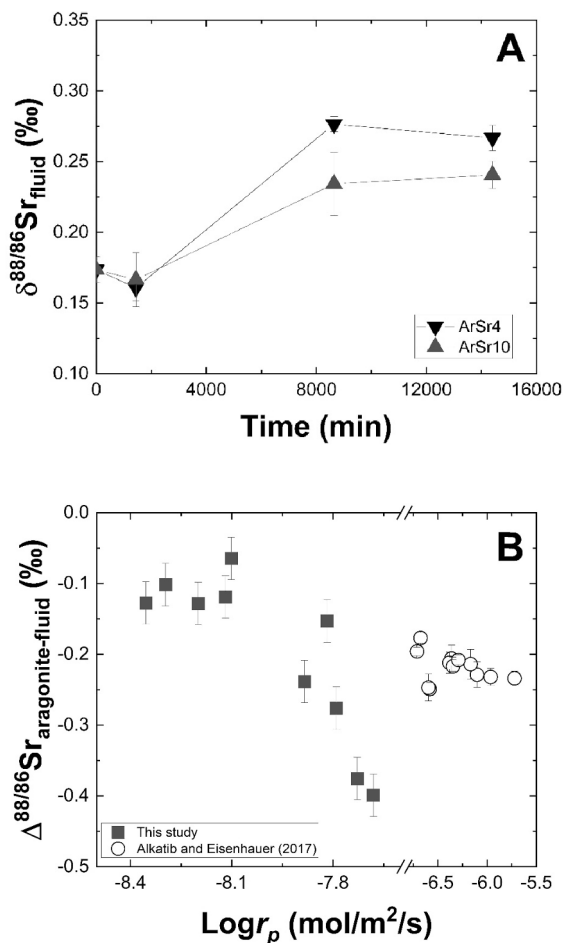 A
0.35
0.30
0.25
0.20
0.15
0.10
δ88/86Srfluid (‰)
ArSr4
ArSr10
0 4000 8000 12000 16000
Time (min)
B
0.0
-0.1
-0.2
-0.3
-0.4
-0.5
Δ88/86Sraragonite-fluid (‰)
This study
Alkatib and Eisenhauer (2017)
-8.4 -8.1 -7.8 -6.5 -6.0 -5.5
Logrp (mol/m2/s)